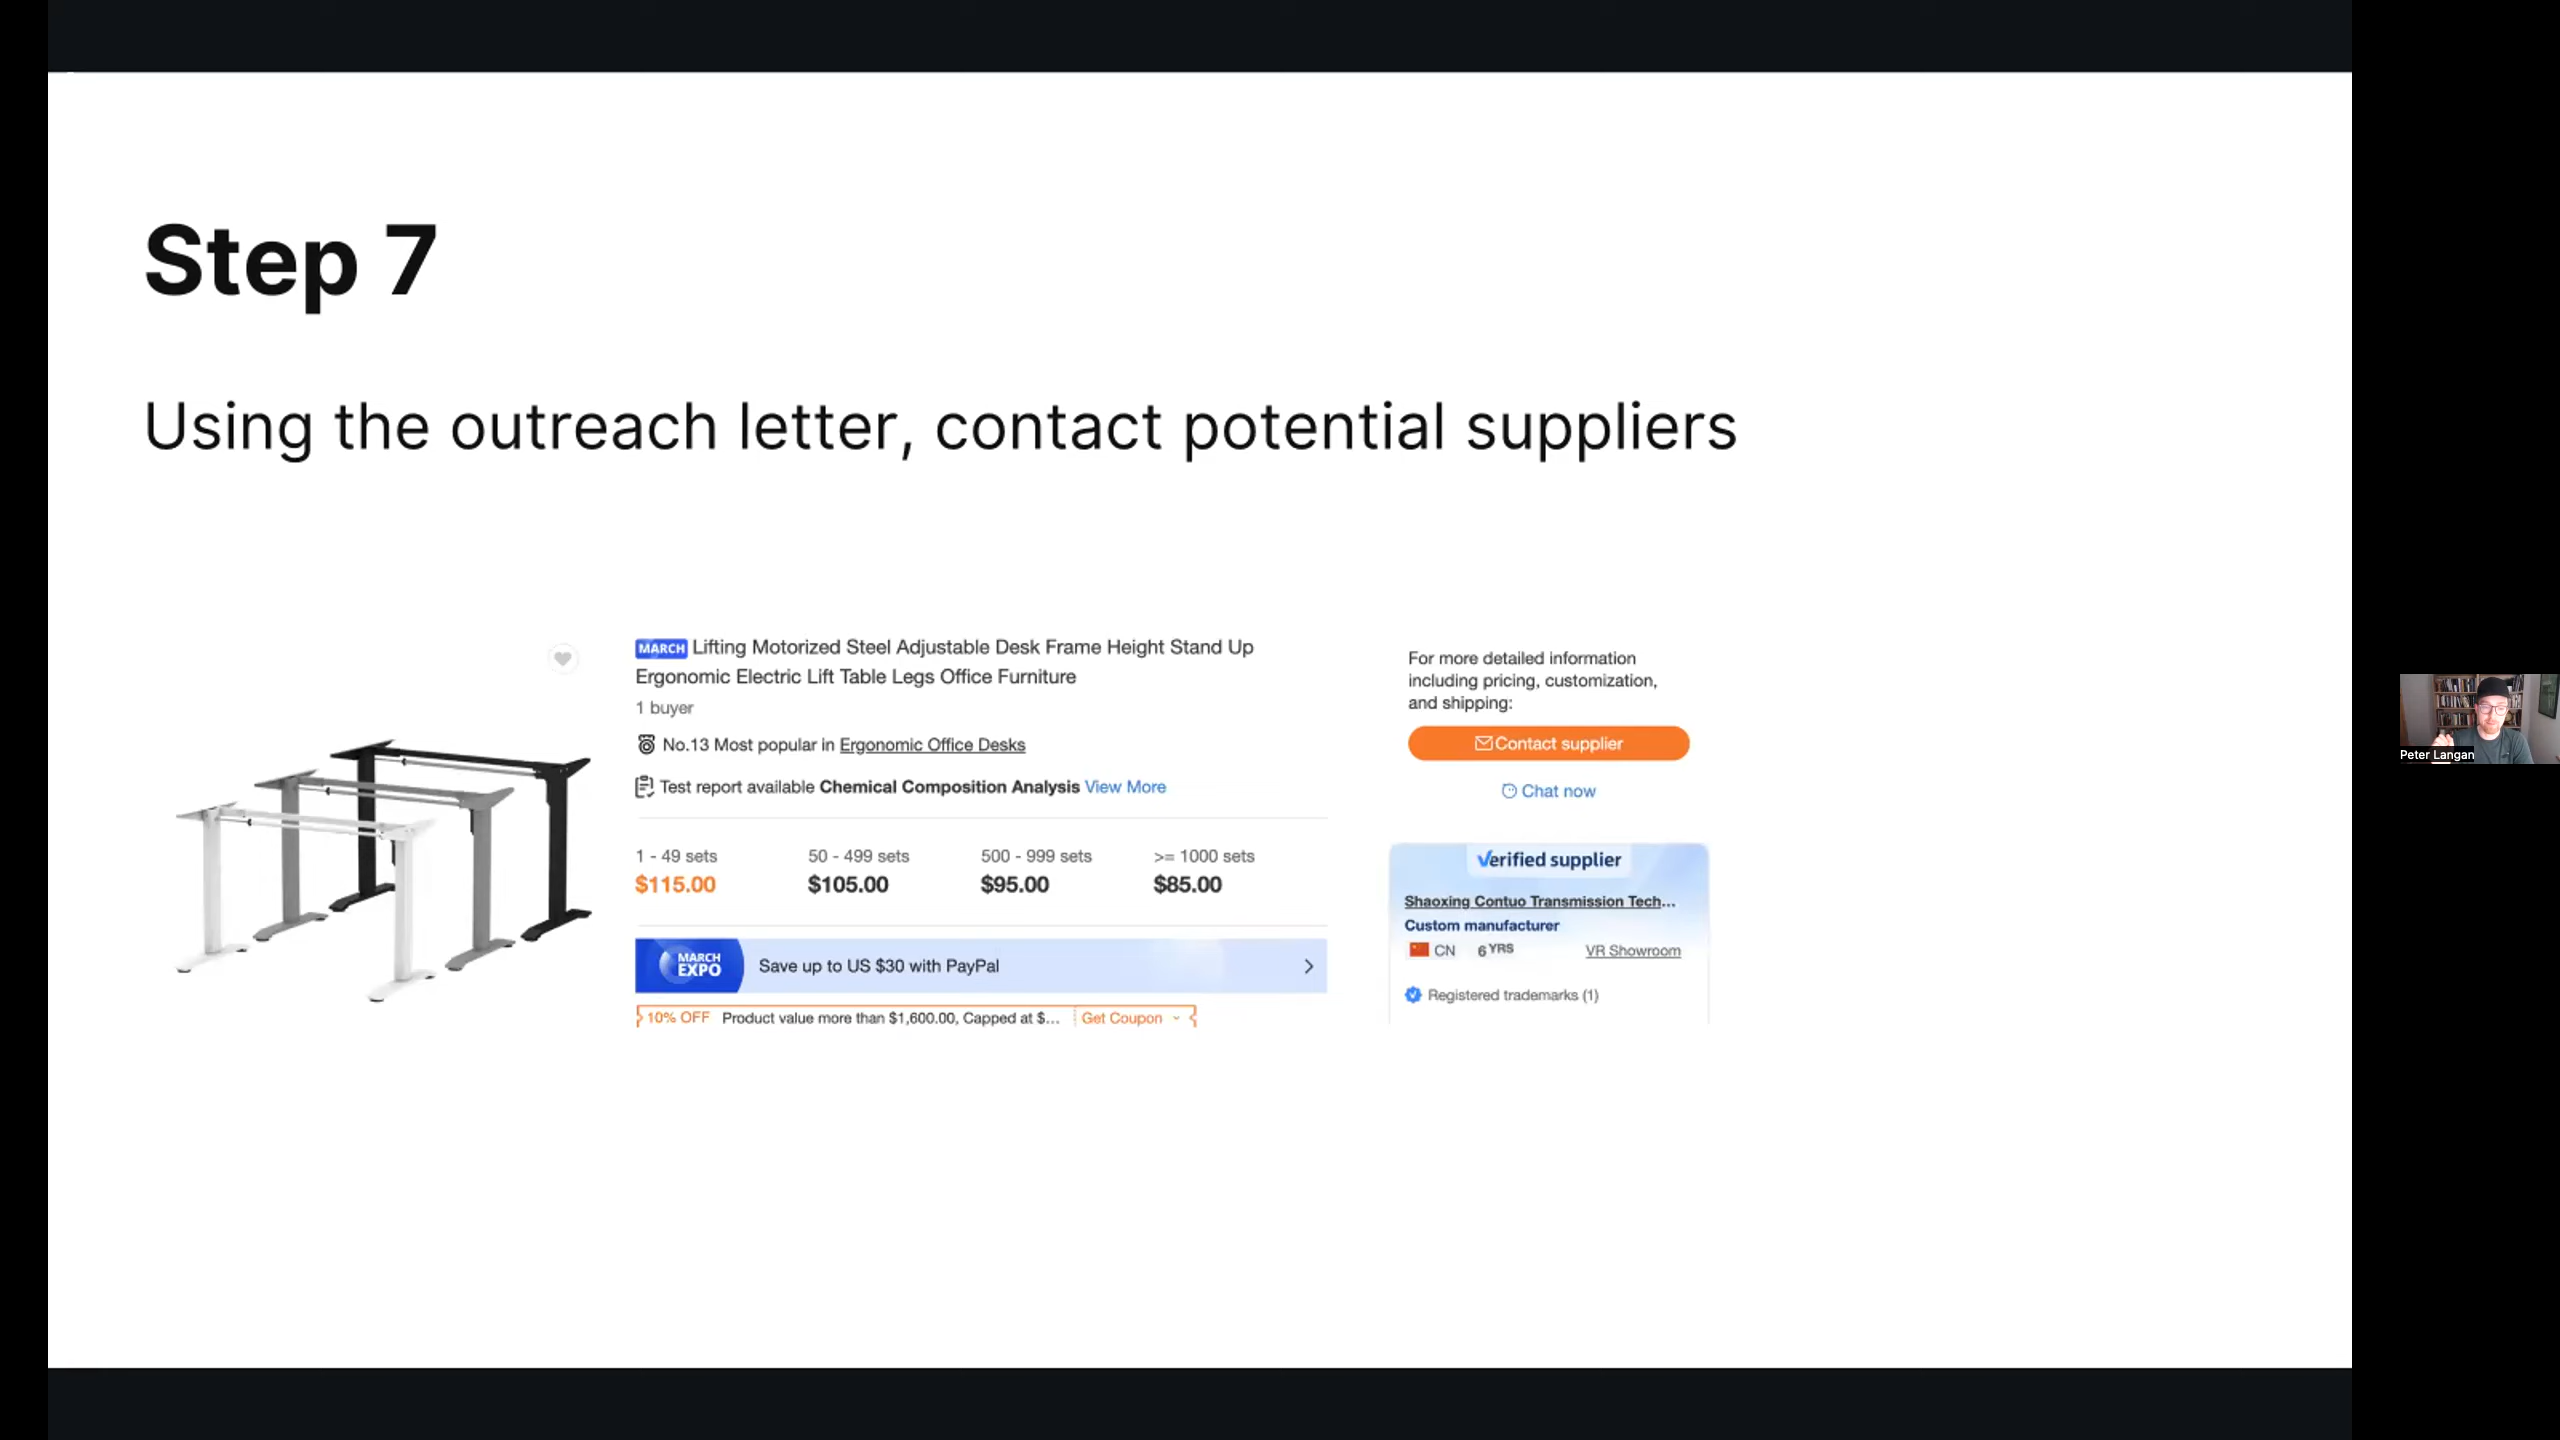 Step 7
Using the outreach letter, contact potential suppliers
MARCH Lifting Motorized Steel Adjustable Desk Frame Height Stand Up
Ergonomic Electric Lift Table Legs Office Furniture
1 buyer
No.13 Most popular in Ergonomic Office Desks
Test report available Chemical Composition Analysis View More
1 - 49 sets
$115.00
50 - 499 sets
$105.00
500 - 999 sets
$95.00
>= 1000 sets
$85.00
MARCH
EXPO
Save up to US $30 with PayPal
10% OFF Product value more than $1,600.00, Capped at $... Get Coupon
For more detailed information
including pricing, customization,
and shipping:
Contact supplier
Chat now
Verified supplier
Shaoxing Contuo Transmission Tech...
Custom manufacturer
CN 6 YRS VR Showroom
Registered trademarks (1)
Peter Langan